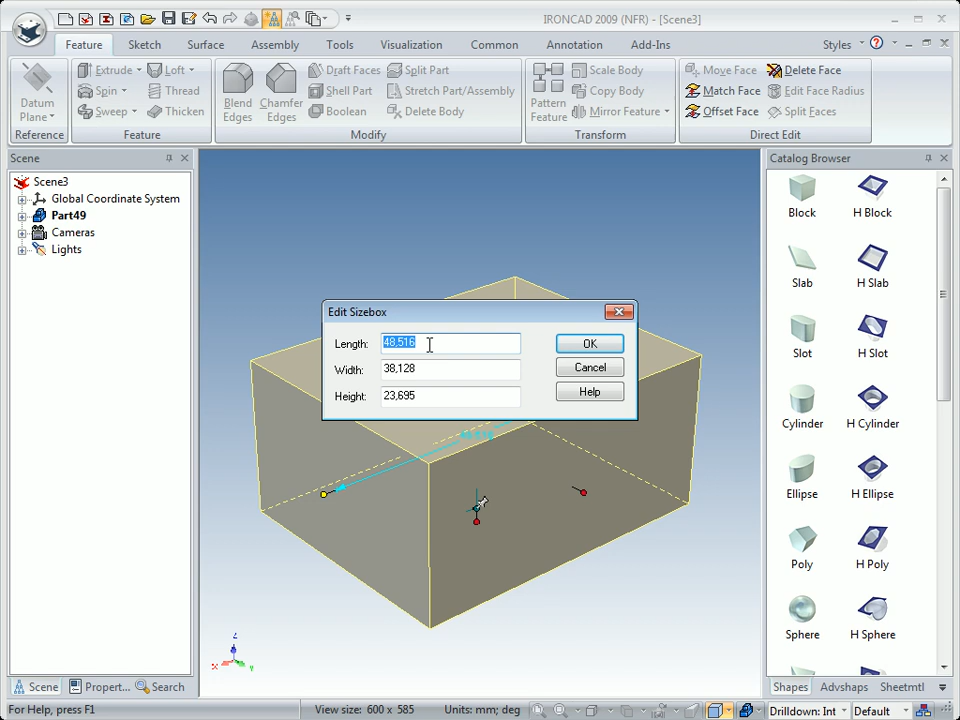 IRONCAD 2009 (NFR) - [Scene3]
Feature
Sketch
Surface
Assembly
Tools
Visualization
Common
Annotation
Add-Ins
Styles
Datum
Plane
Reference
Extrude
Spin
Sweep
Loft
Thread
Thicken
Feature
Blend
Edges
Chamfer
Edges
Draft Faces
Shell Part
Boolean
Split Part
Stretch Part/Assembly
Delete Body
Modify
Pattern
Feature
Scale Body
Copy Body
Mirror Feature
Transform
Move Face
Match Face
Offset Face
Delete Face
Edit Face Radius
Split Faces
Direct Edit
Scene
Scene3
Global Coordinate System
Part49
Cameras
Lights
Edit Sizebox
Length: 48,516
Width: 38,128
Height: 23,695
OK
Cancel
Help
Z
X
Y
Catalog Browser
Block
H Block
Slab
H Slab
Slot
H Slot
Cylinder
H Cylinder
Ellipse
H Ellipse
Poly
H Poly
Sphere
H Sphere
Scene
Propert...
Search
Shapes
Advshaps
Sheetmtl
For Help, press F1
View size: 600 x 585
Units: mm; deg
Drilldown: Int
Default